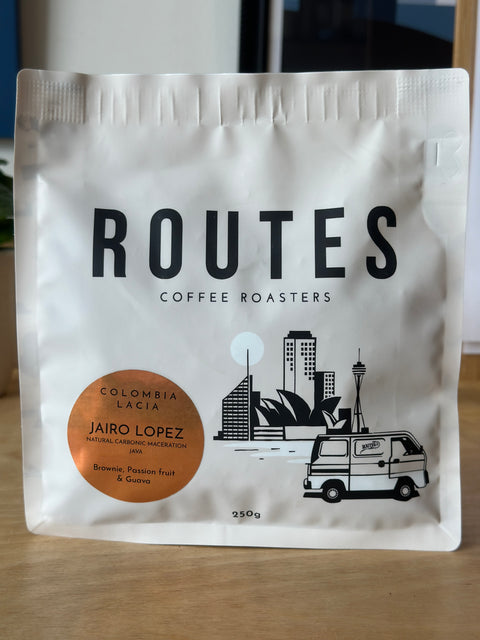 ROUTES
COFFEE ROASTERS
COLOMBIA
LACIA
JAIRO LOPEZ
NATURAL CARBONIC MACERATION
JAVA
Brownie, Passion fruit
& Guava
250g